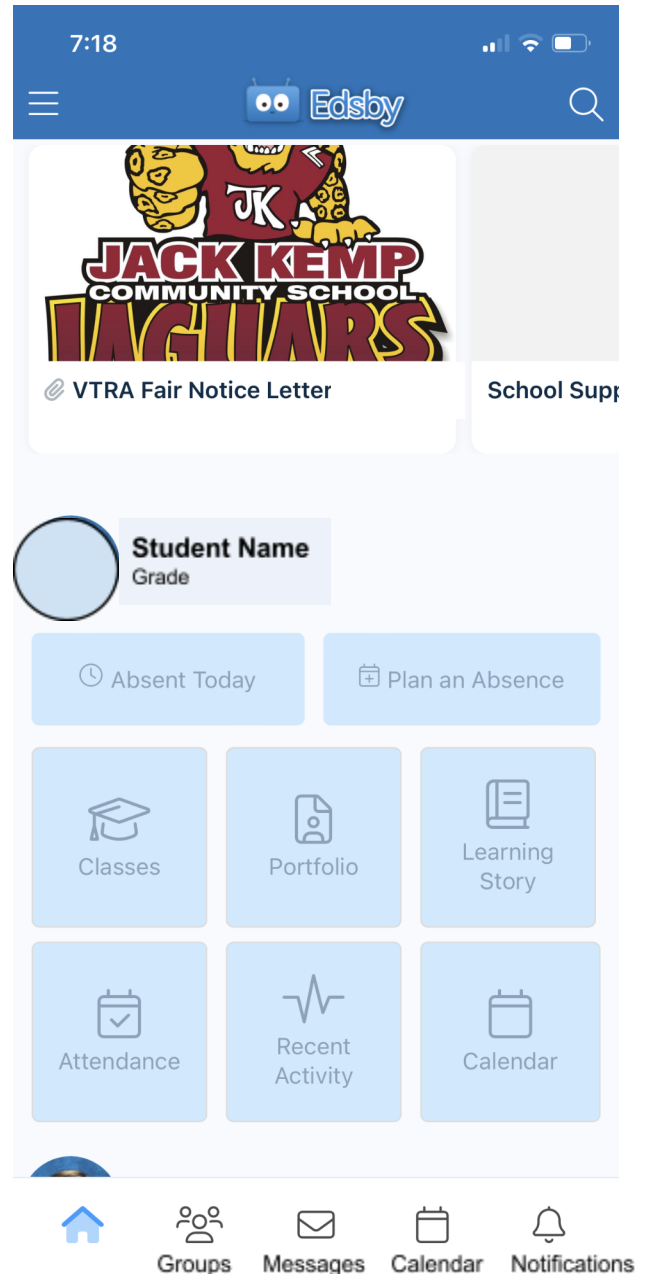 7:18
Edsby
JK
JACK KEMP
COMMUNITY SCHOOL
JAGUARS
VTRA Fair Notice Letter
School Supp
Student Name
Grade
Absent Today
Plan an Absence
Classes
Portfolio
Learning
Story
Attendance
Recent
Activity
Calendar
Groups
Messages
Calendar
Notifications